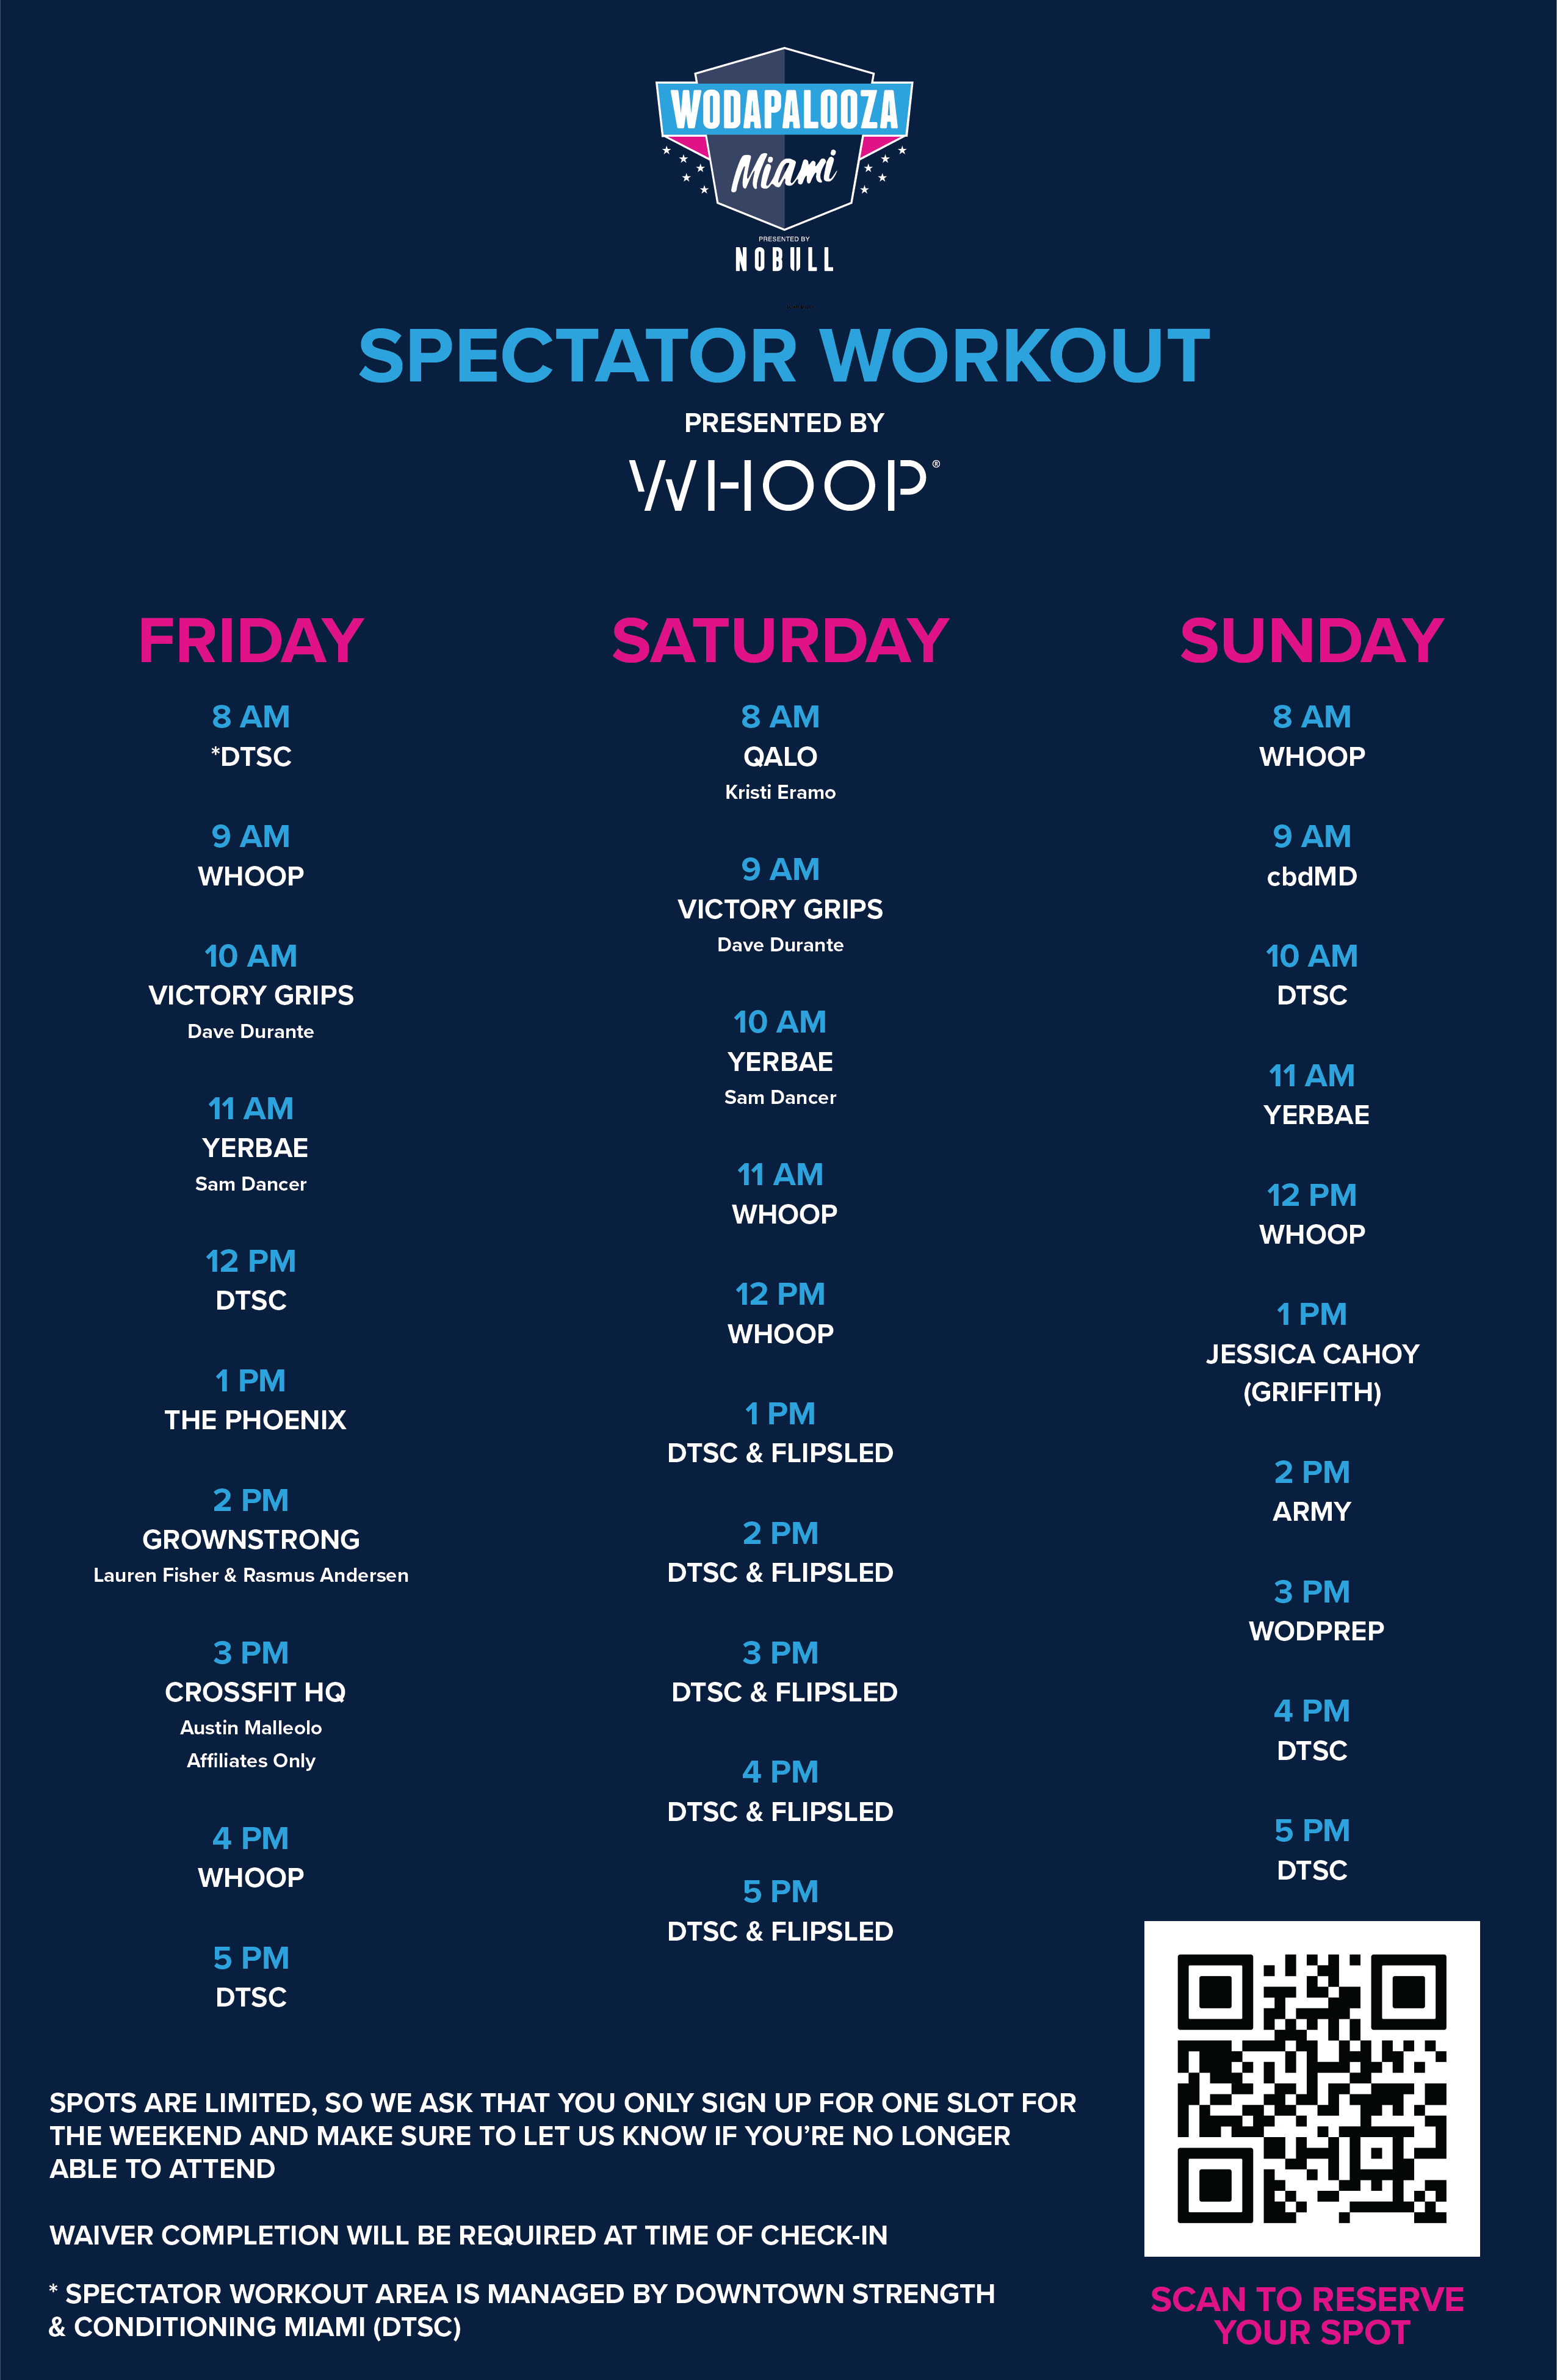 WODAPALOOZA
Miami
PRESENTED BY
NOBULL
SPECTATOR WORKOUT
PRESENTED BY
WHOOP®
FRIDAY
8 AM
*DTSC
9 AM
WHOOP
10 AM
VICTORY GRIPS
Dave Durante
11 AM
YERBAE
Sam Dancer
12 PM
DTSC
1 PM
THE PHOENIX
2 PM
GROWNSTRONG
Lauren Fisher & Rasmus Andersen
3 PM
CROSSFIT HQ
Austin Malleolo
Affiliates Only
4 PM
WHOOP
5 PM
DTSC
SATURDAY
8 AM
QALO
Kristi Eramo
9 AM
VICTORY GRIPS
Dave Durante
10 AM
YERBAE
Sam Dancer
11 AM
WHOOP
12 PM
WHOOP
1 PM
DTSC & FLIPSLED
2 PM
DTSC & FLIPSLED
3 PM
DTSC & FLIPSLED
4 PM
DTSC & FLIPSLED
5 PM
DTSC & FLIPSLED
SUNDAY
8 AM
WHOOP
9 AM
cbdMD
10 AM
DTSC
11 AM
YERBAE
12 PM
WHOOP
1 PM
JESSICA CAHOY
(GRIFFITH)
2 PM
ARMY
3 PM
WODPREP
4 PM
DTSC
5 PM
DTSC
SPOTS ARE LIMITED, SO WE ASK THAT YOU ONLY SIGN UP FOR ONE SLOT FOR
THE WEEKEND AND MAKE SURE TO LET US KNOW IF YOU’RE NO LONGER
ABLE TO ATTEND
WAIVER COMPLETION WILL BE REQUIRED AT TIME OF CHECK-IN
* SPECTATOR WORKOUT AREA IS MANAGED BY DOWNTOWN STRENGTH
& CONDITIONING MIAMI (DTSC)
SCAN TO RESERVE
YOUR SPOT